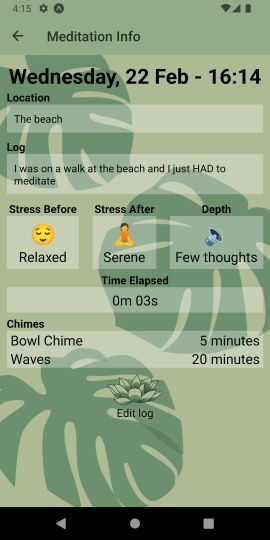 4:15
Meditation Info
Wednesday, 22 Feb - 16:14
Location
The beach
Log
I was on a walk at the beach and I just HAD to
meditate
Stress Before Stress After Depth
Relaxed Serene Few thoughts
Time Elapsed
0m 03s
Chimes
Bowl Chime 5 minutes
Waves 20 minutes
Edit log